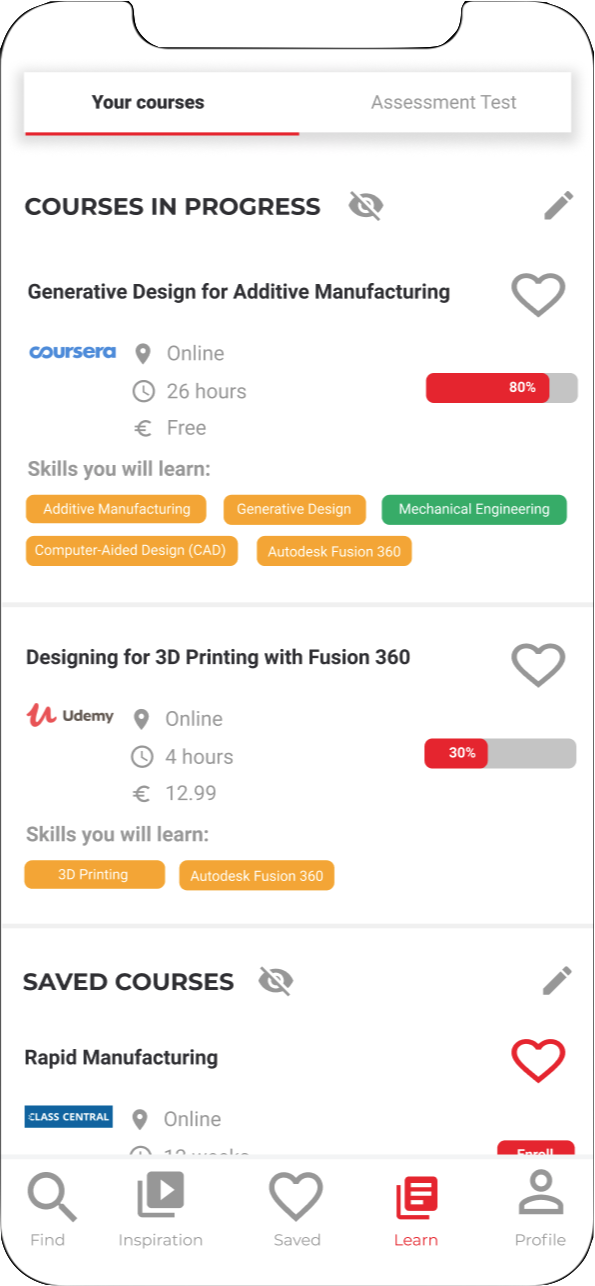 Your courses
Assessment Test
COURSES IN PROGRESS
Generative Design for Additive Manufacturing
coursera
Online
26 hours
80%
€ Free
Skills you will learn:
Additive Manufacturing
Generative Design
Mechanical Engineering
Computer-Aided Design (CAD)
Autodesk Fusion 360
Designing for 3D Printing with Fusion 360
Udemy
Online
4 hours
30%
€ 12.99
Skills you will learn:
3D Printing
Autodesk Fusion 360
SAVED COURSES
Rapid Manufacturing
CLASS CENTRAL
Online
12 weeks
Enroll
Find
Inspiration
Saved
Learn
Profile